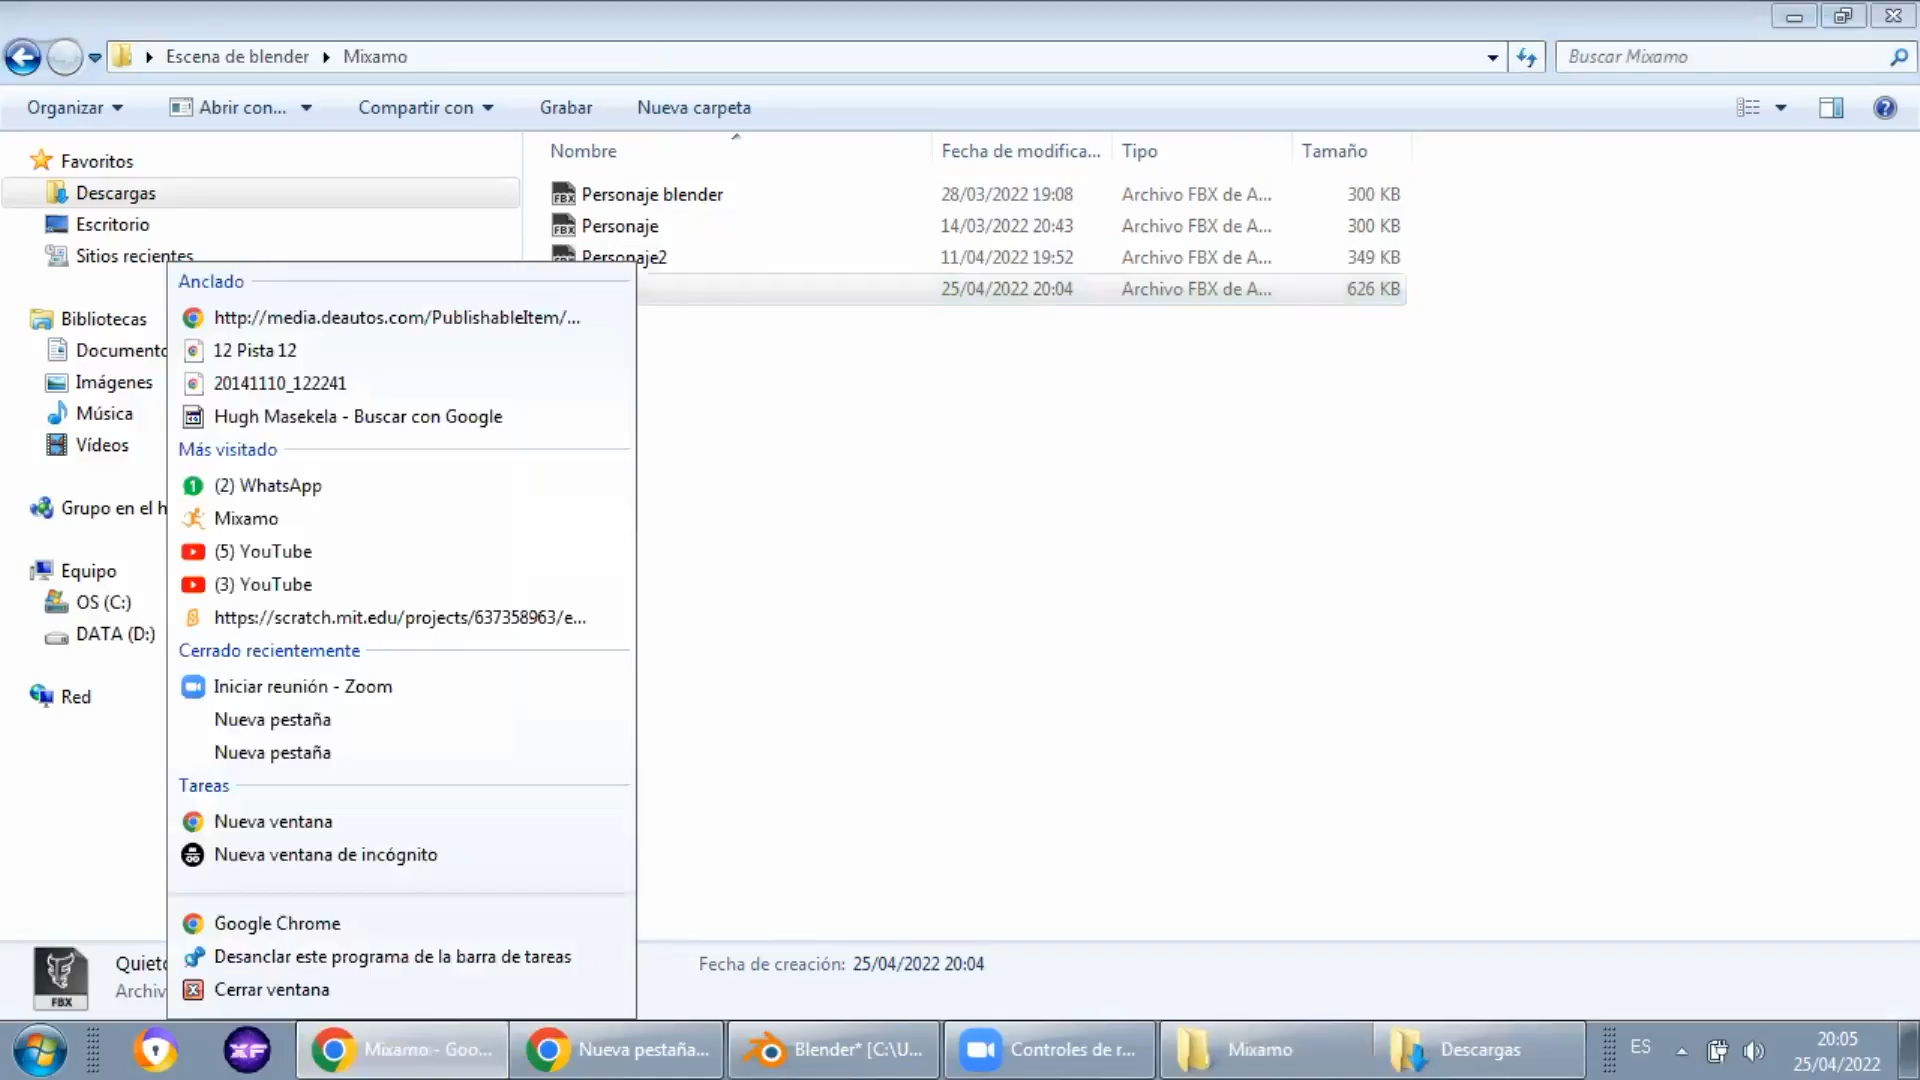 Escena de blender Mixamo
Buscar Mixamo
Organizar Abrir con... Compartir con Grabar Nueva carpeta
Nombre Fecha de modifica... Tipo Tamaño
Personaje blender 28/03/2022 19:08 Archivo FBX de A... 300 KB
Personaje 14/03/2022 20:43 Archivo FBX de A... 300 KB
Personaje2 11/04/2022 19:52 Archivo FBX de A... 349 KB
25/04/2022 20:04 Archivo FBX de A... 626 KB
Favoritos
Descargas
Escritorio
Sitios recientes
Bibliotecas
Documento
Imágenes
Música
Vídeos
Grupo en el h
Equipo
OS (C:)
DATA (D:)
Red
Anclado
http://media.deautos.com/PublishableItem/...
12 Pista 12
20141110_122241
Hugh Masekela - Buscar con Google
Más visitado
(2) WhatsApp
Mixamo
(5) YouTube
(3) YouTube
https://scratch.mit.edu/projects/637358963/e...
Cerrado recientemente
Iniciar reunión - Zoom
Nueva pestaña
Nueva pestaña
Tareas
Nueva ventana
Nueva ventana de incógnito
Google Chrome
Desanclar este programa de la barra de tareas
Cerrar ventana
FBX
Quieto
Archiv
Fecha de creación: 25/04/2022 20:04
XF
Mixamo - Goo...
Nueva pestaña...
Blender* [C:\U...
Controles de r...
Mixamo
Descargas
ES
20:05
25/04/2022